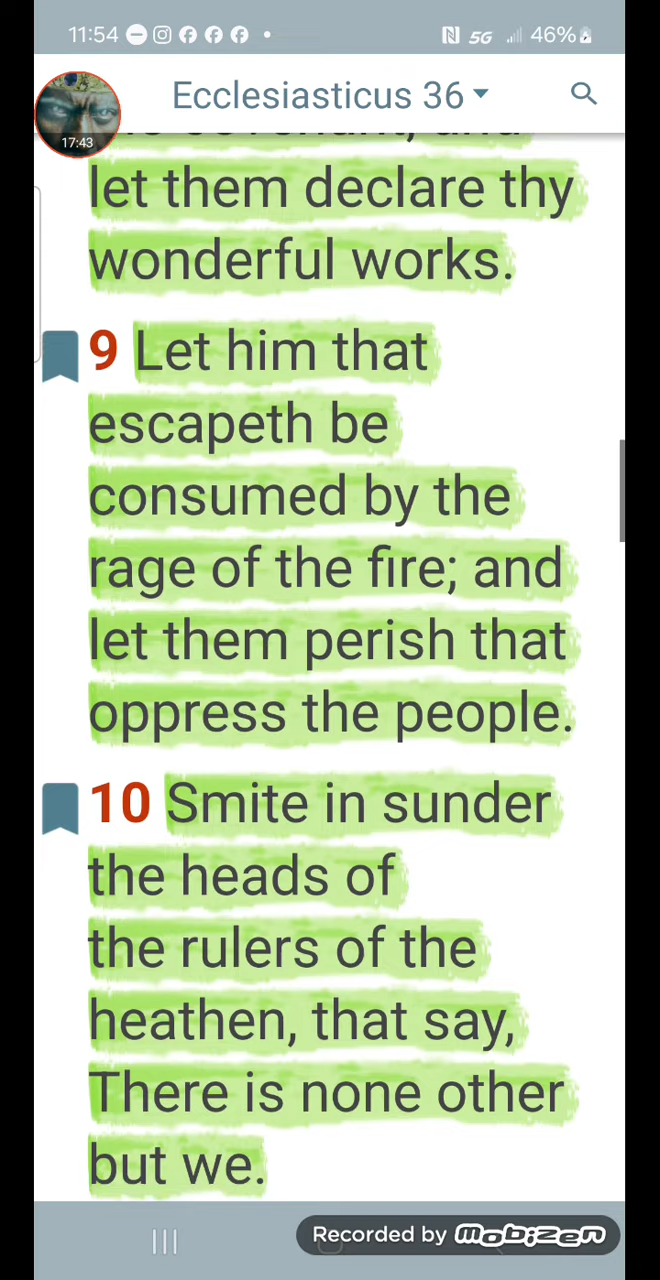 11:54
5G
46%
17:43
Ecclesiasticus 36
let them declare thy
wonderful works.
9 Let him that
escapeth be
consumed by the
rage of the fire; and
let them perish that
oppress the people.
10 Smite in sunder
the heads of
the rulers of the
heathen, that say,
There is none other
but we.
Recorded by mobizen